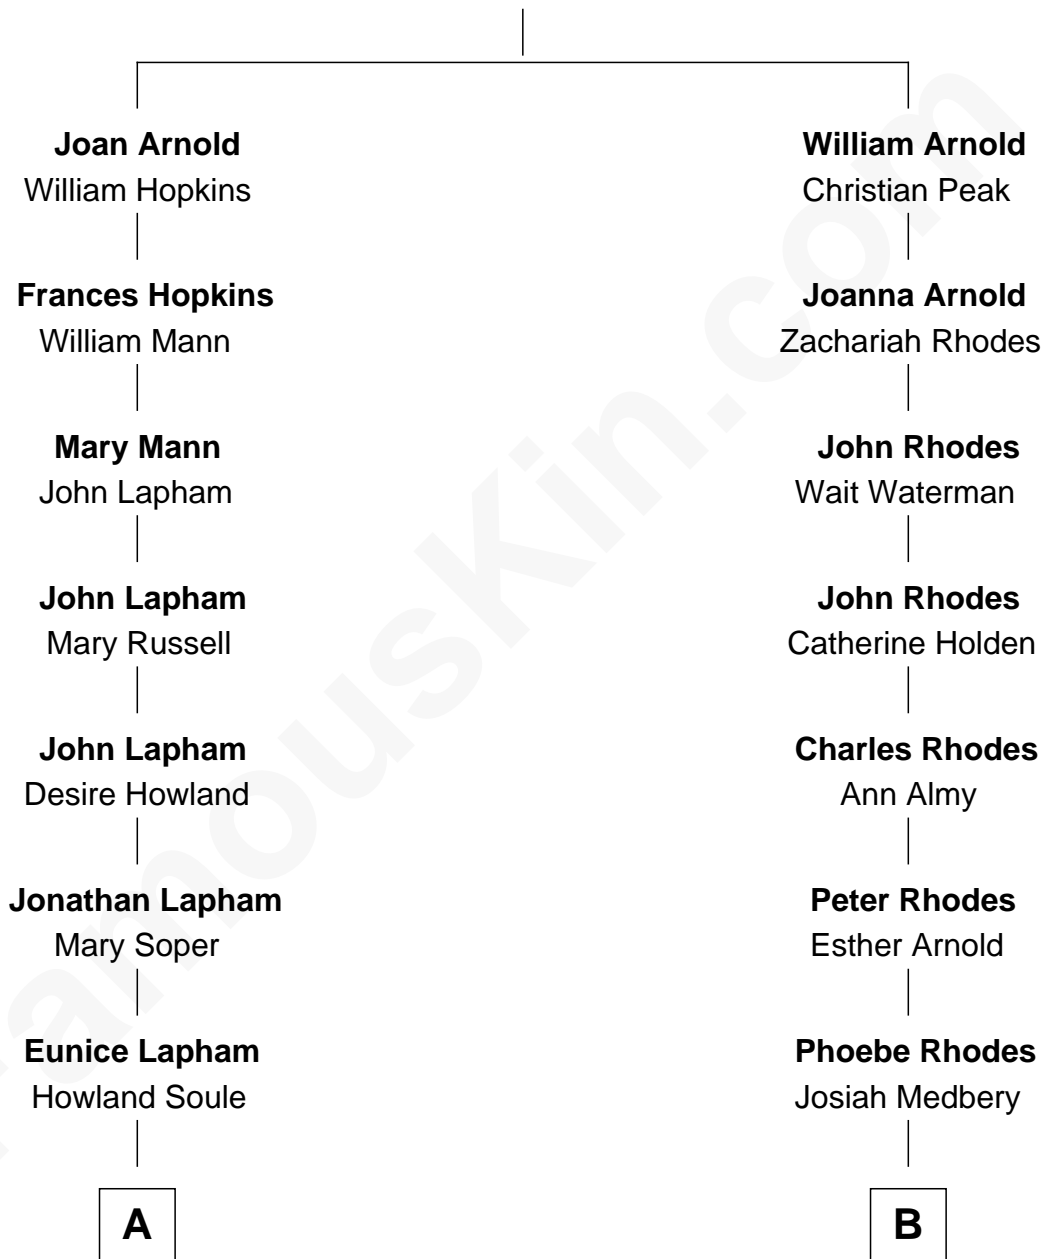 Joan Arnold
William Hopkins
Frances Hopkins
William Mann
Mary Mann
John Lapham
John Lapham
Mary Russell
John Lapham
Desire Howland
Jonathan Lapham
Mary Soper
Eunice Lapham
Howland Soule
A
William Arnold
Christian Peak
Joanna Arnold
Zachariah Rhodes
John Rhodes
Wait Waterman
John Rhodes
Catherine Holden
Charles Rhodes
Ann Almy
Peter Rhodes
Esther Arnold
Phoebe Rhodes
Josiah Medbery
B
FamousKin.com